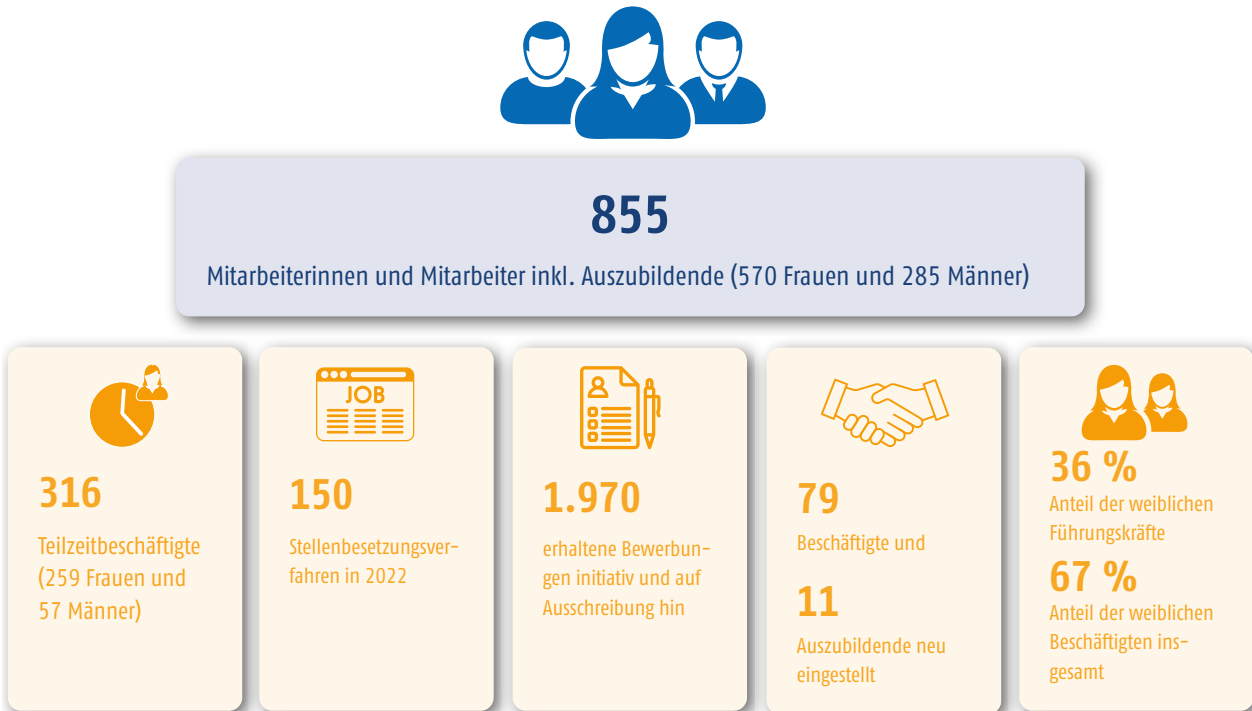 855
Mitarbeiterinnen und Mitarbeiter inkl. Auszubildende (570 Frauen und 285 Männer)
316
Teilzeitbeschäftigte
(259 Frauen und
57 Männer)
JOB
150
Stellenbesetzungsver-
fahren in 2022
1.970
erhaltene Bewerbun-
gen initiativ und auf
Ausschreibung hin
79
Beschäftigte und
11
Auszubildende neu
eingestellt
36 %
Anteil der weiblichen
Führungskräfte
67 %
Anteil der weiblichen
Beschäftigten ins-
gesamt